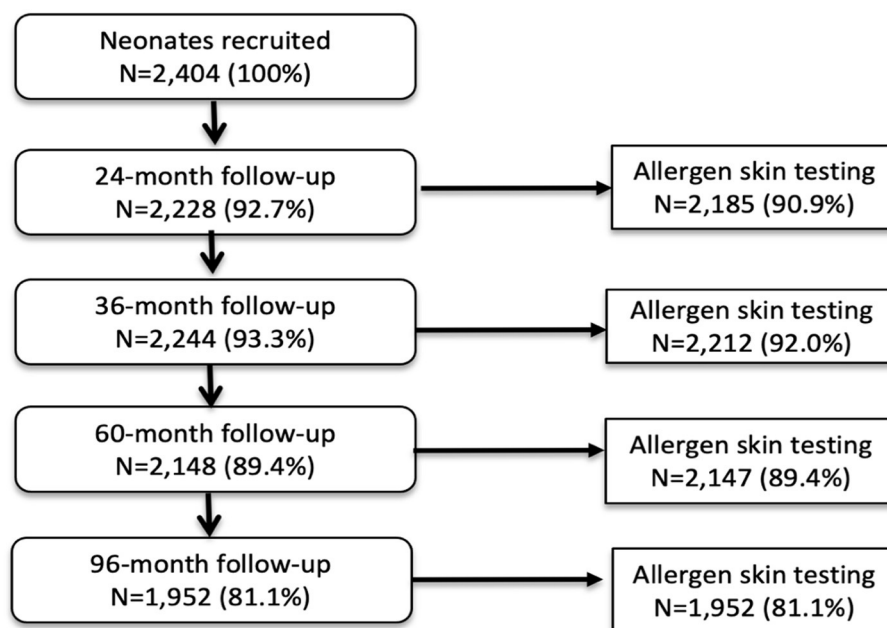 Neonates recruited
N=2,404 (100%)
24-month follow-up
N=2,228 (92.7%)
Allergen skin testing
N=2,185 (90.9%)
36-month follow-up
N=2,244 (93.3%)
Allergen skin testing
N=2,212 (92.0%)
60-month follow-up
N=2,148 (89.4%)
Allergen skin testing
N=2,147 (89.4%)
96-month follow-up
N=1,952 (81.1%)
Allergen skin testing
N=1,952 (81.1%)